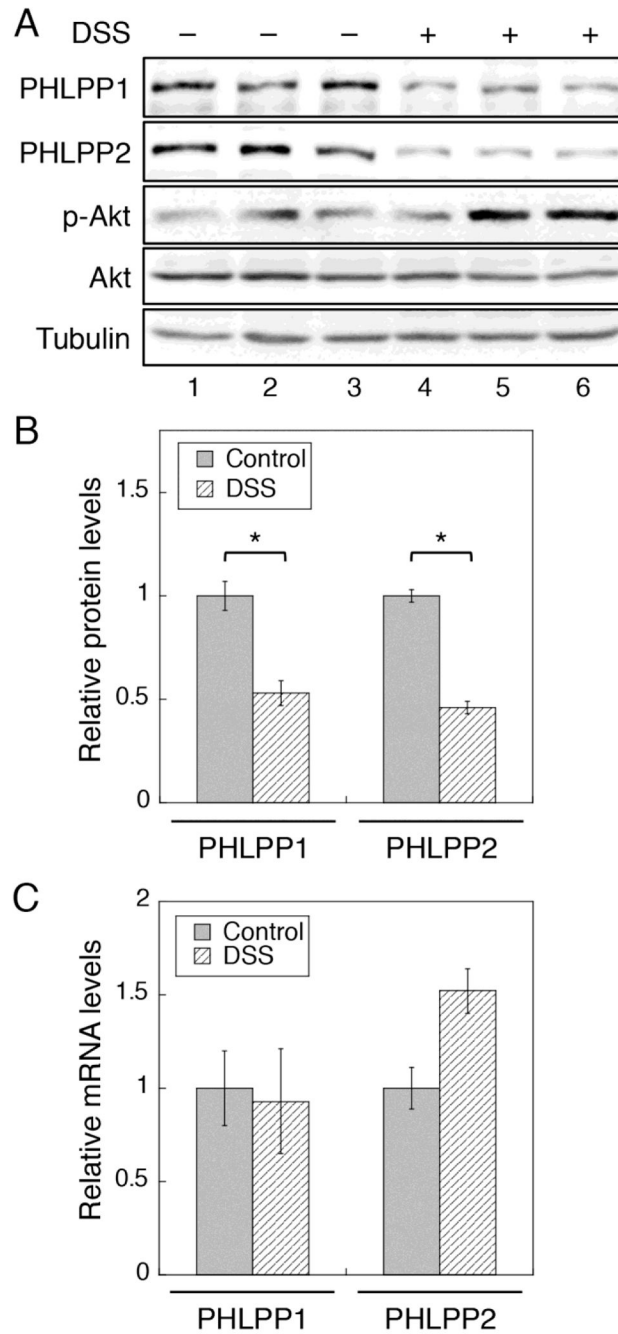 A
DSS − − − + + +
PHLPP1
PHLPP2
p-Akt
Akt
Tubulin
1 2 3 4 5 6
B
Relative protein levels
1.5
1
0.5
0
Control
DSS
* *
PHLPP1 PHLPP2
C
Relative mRNA levels
2
1.5
1
0.5
0
Control
DSS
PHLPP1 PHLPP2